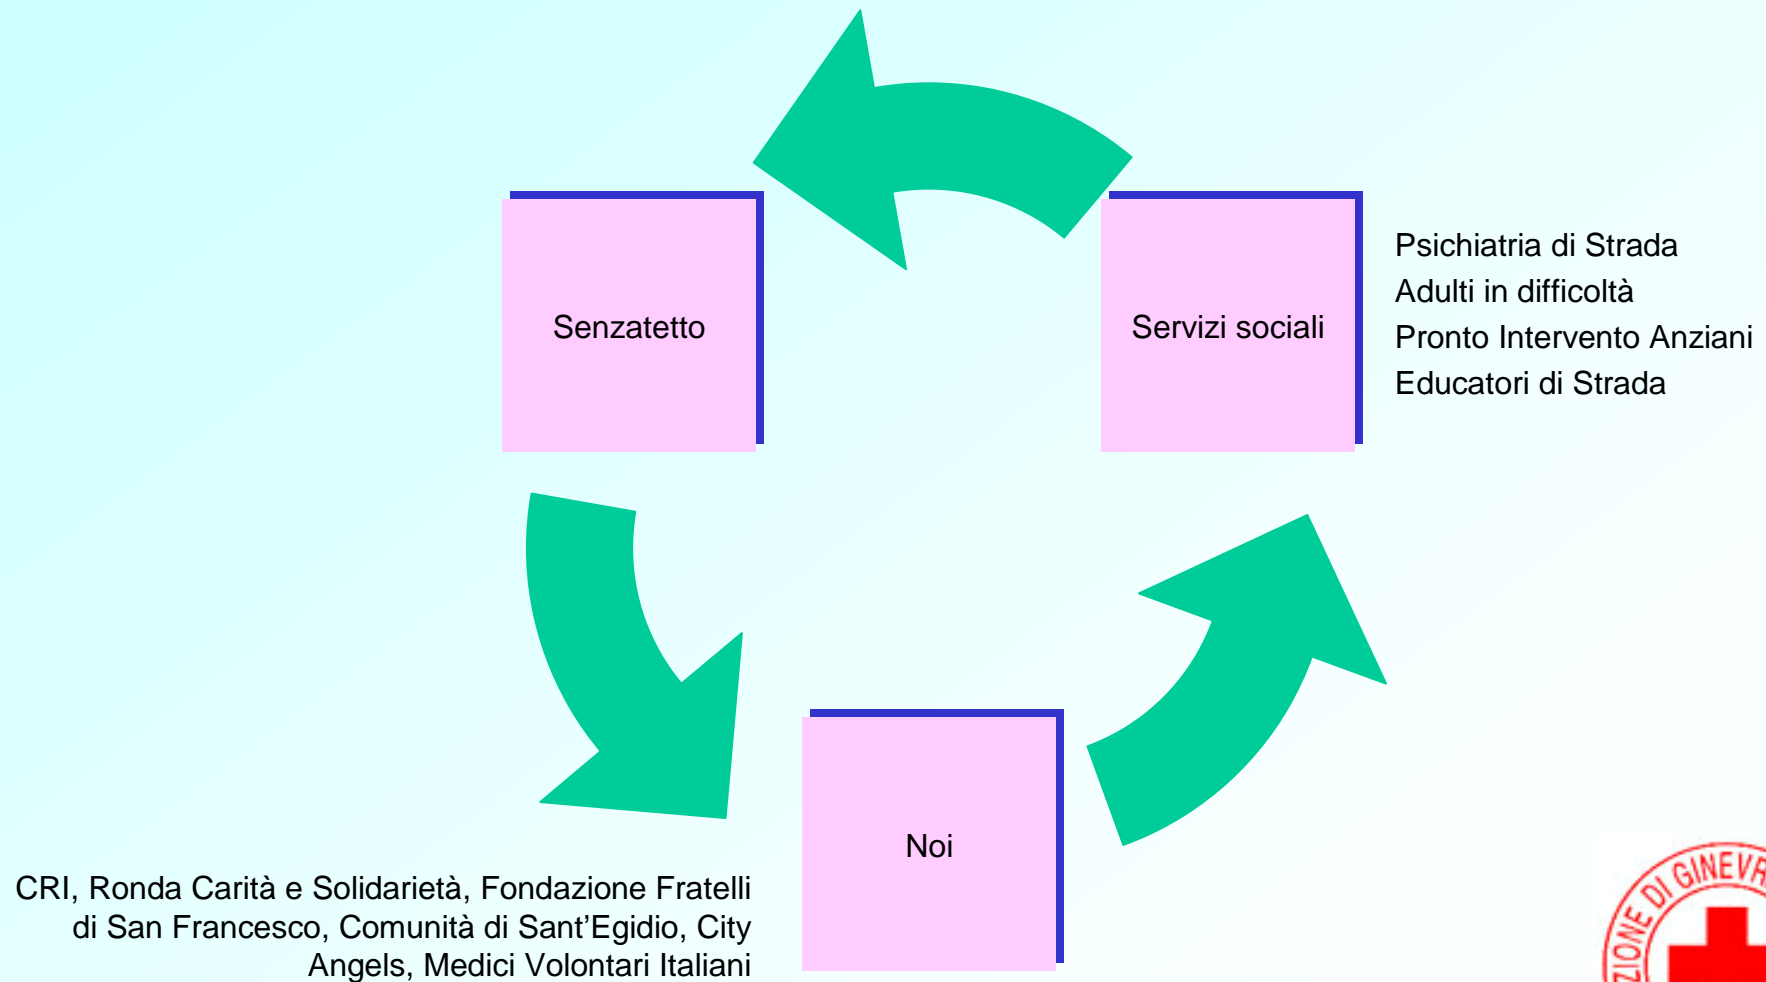 Senzatetto
Servizi sociali
Psichiatria di Strada
Adulti in difficoltà
Pronto Intervento Anziani
Educatori di Strada
Noi
CRI, Ronda Carità e Solidarietà, Fondazione Fratelli
di San Francesco, Comunità di Sant’Egidio, City
Angels, Medici Volontari Italiani
DI